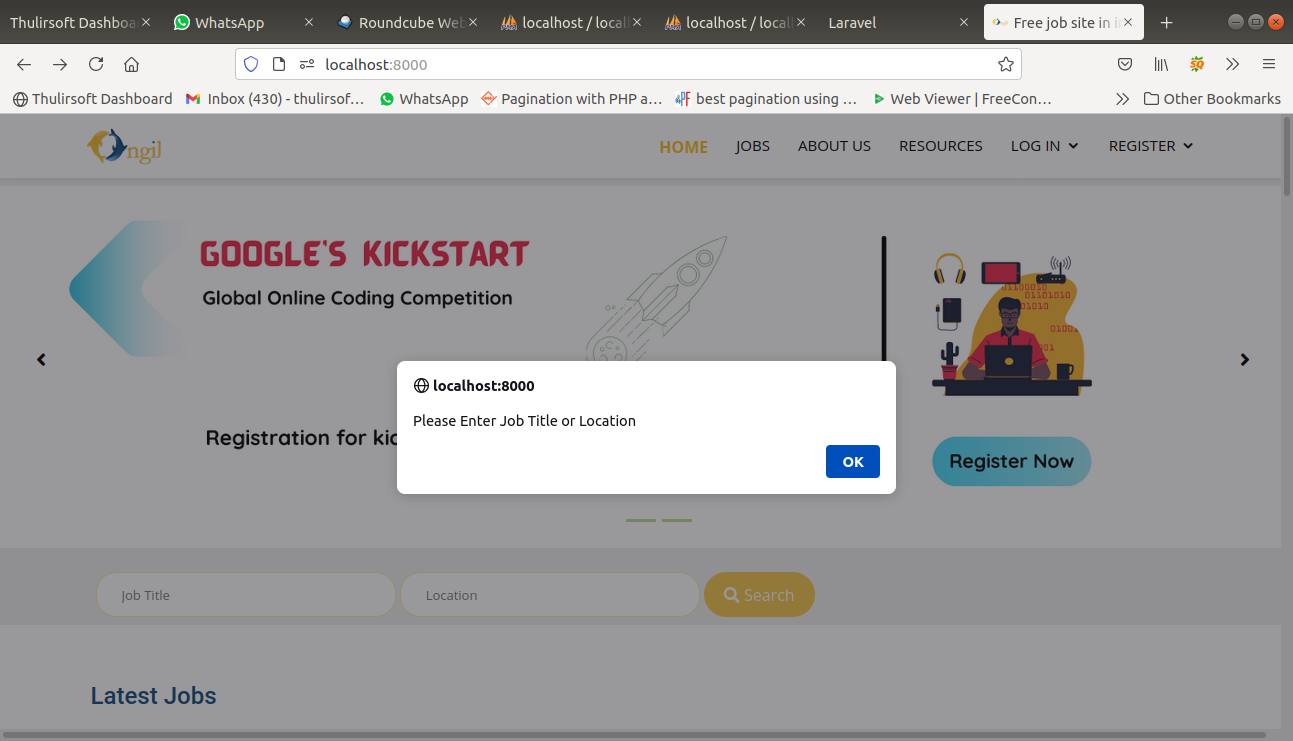 Thulirsoft Dashboa
WhatsApp
Roundcube Web
localhost / local
localhost / local
Laravel
Free job site in i
localhost:8000
Thulirsoft Dashboard
Inbox (430) - thulirsof…
WhatsApp
Pagination with PHP a…
best pagination using …
Web Viewer | FreeCon…
Other Bookmarks
ngil
HOME
JOBS
ABOUT US
RESOURCES
LOG IN
REGISTER
GOOGLE'S KICKSTART
Global Online Coding Competition
localhost:8000
Please Enter Job Title or Location
OK
Registration for kic
Register Now
Job Title
Location
Search
Latest Jobs